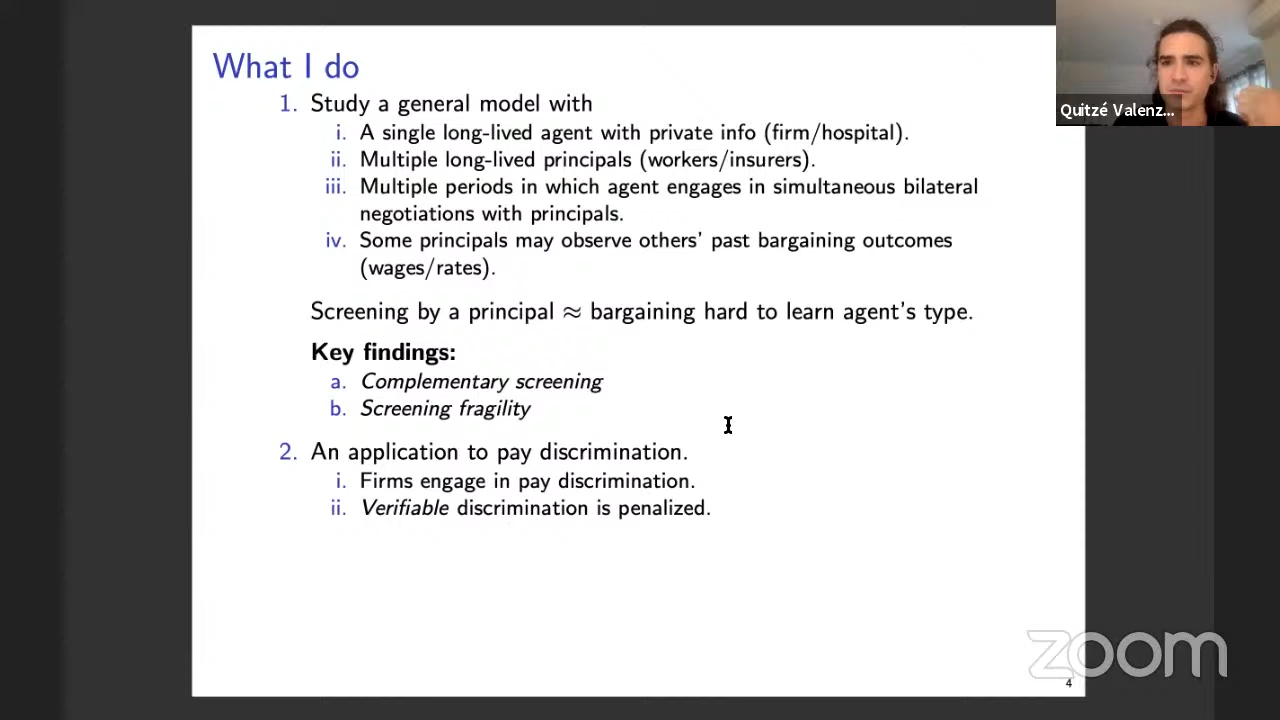 What I do
1. Study a general model with
i. A single long-lived agent with private info (firm/hospital).
ii. Multiple long-lived principals (workers/insurers).
iii. Multiple periods in which agent engages in simultaneous bilateral
negotiations with principals.
iv. Some principals may observe others' past bargaining outcomes
(wages/rates).
Screening by a principal ≈ bargaining hard to learn agent's type.
Key findings:
a. Complementary screening
b. Screening fragility
2. An application to pay discrimination.
i. Firms engage in pay discrimination.
ii. Verifiable discrimination is penalized.
4
Quitzé Valenz...
zoom